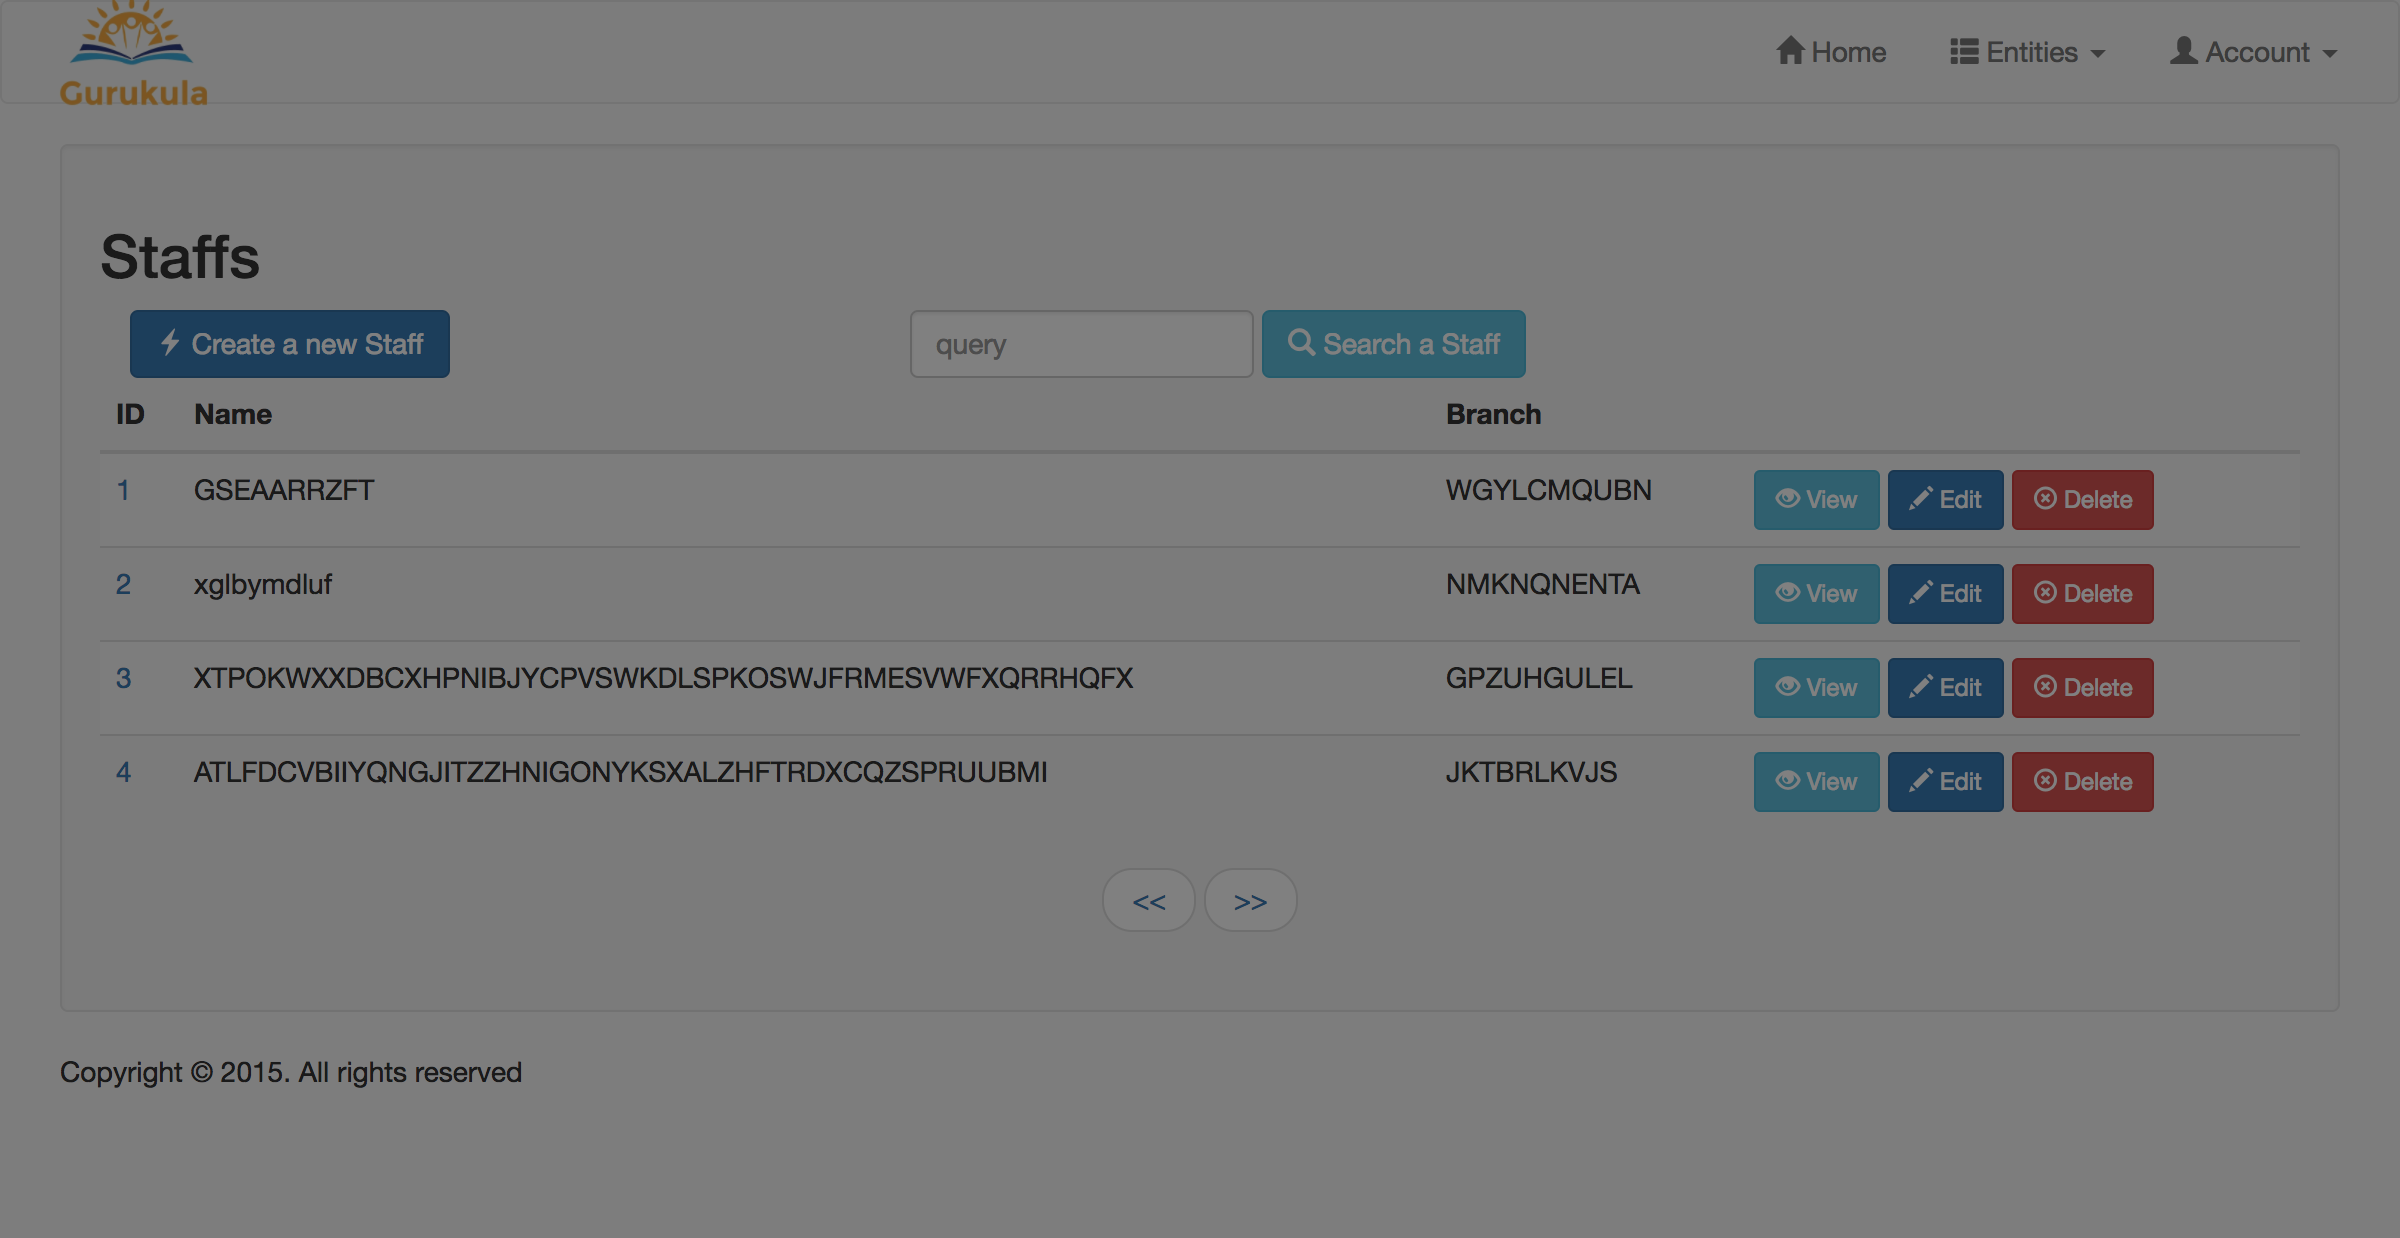 Gurukula
Home Entities Account
Staffs
Create a new Staff query Search a Staff
ID Name Branch
1 GSEAARRZFT WGYLCMQUBN View Edit Delete
2 xglbymdluf NMKNQNENTA View Edit Delete
3 XTPOKWXXDBCXHPNIBJYCPVSWKDLSPKOSWJFRMESVWFXQRRHQFX GPZUHGULEL View Edit Delete
4 ATLFDCVBIIYQNGJITZZHNIGONYKSXALZHFTRDXCQZSPRUUBMI JKTBRLKVJS View Edit Delete
<< >>
Copyright © 2015. All rights reserved